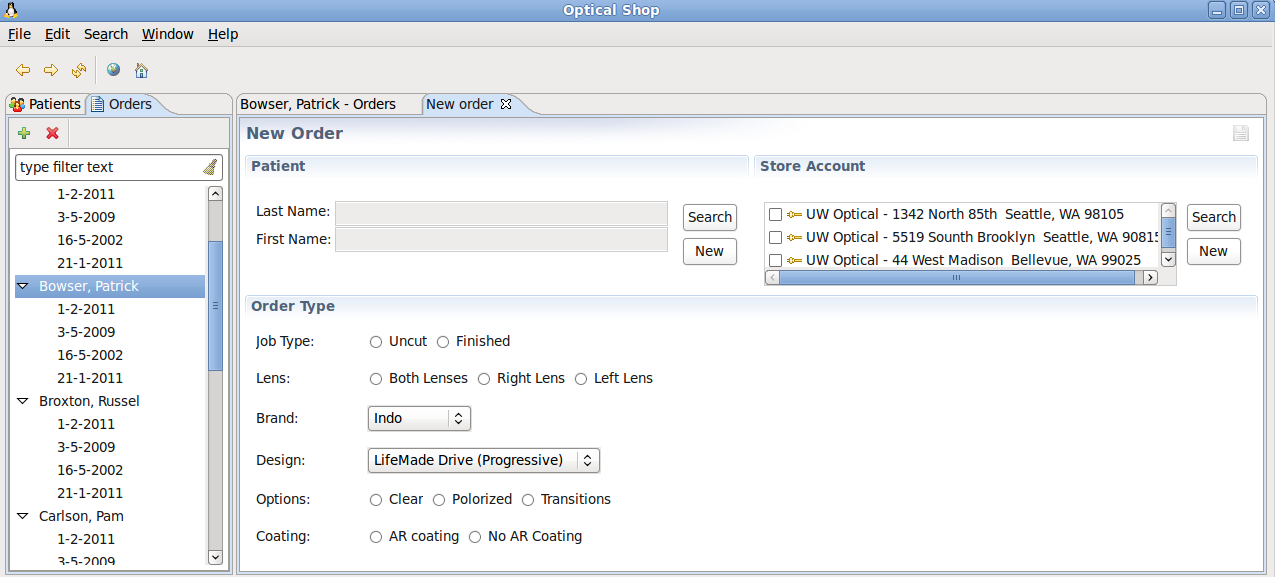 Optical Shop
File Edit Search Window Help
Patients Orders
type filter text
1-2-2011
3-5-2009
16-5-2002
21-1-2011
Bowser, Patrick
1-2-2011
3-5-2009
16-5-2002
21-1-2011
Broxton, Russel
1-2-2011
3-5-2009
16-5-2002
21-1-2011
Carlson, Pam
1-2-2011
3-5-2009
Bowser, Patrick - Orders New order
New Order
Patient
Last Name:
First Name:
Search
New
Store Account
UW Optical - 1342 North 85th Seattle, WA 98105
UW Optical - 5519 Sounth Brooklyn Seattle, WA 90815
UW Optical - 44 West Madison Bellevue, WA 99025
Search
New
Order Type
Job Type: Uncut Finished
Lens: Both Lenses Right Lens Left Lens
Brand: Indo
Design: LifeMade Drive (Progressive)
Options: Clear Polorized Transitions
Coating: AR coating No AR Coating